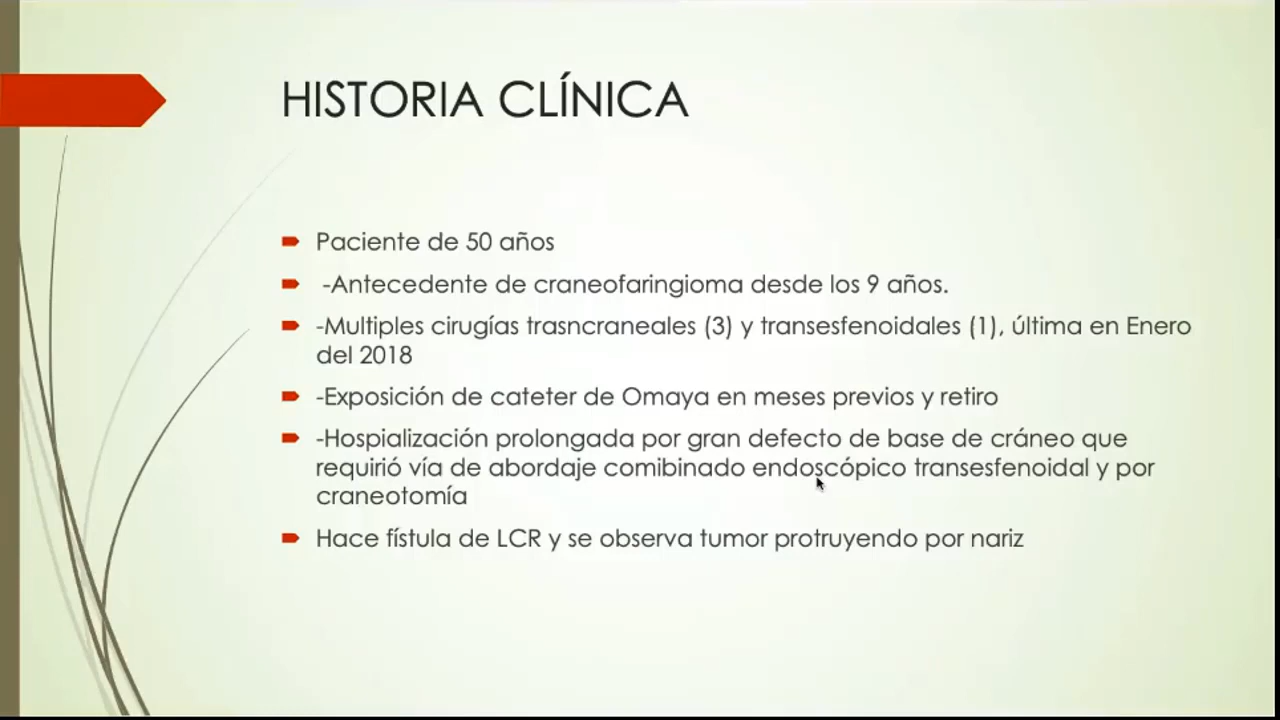 HISTORIA CLÍNICA
Paciente de 50 años
-Antecedente de craneofaringioma desde los 9 años.
-Multiples cirugías trasncraneales (3) y transesfenoidales (1), última en Enero
del 2018
-Exposición de cateter de Omaya en meses previos y retiro
-Hospialización prolongada por gran defecto de base de cráneo que
requirió vía de abordaje comibinado endoscópico transesfenoidal y por
craneotomía
Hace fístula de LCR y se observa tumor protruyendo por nariz